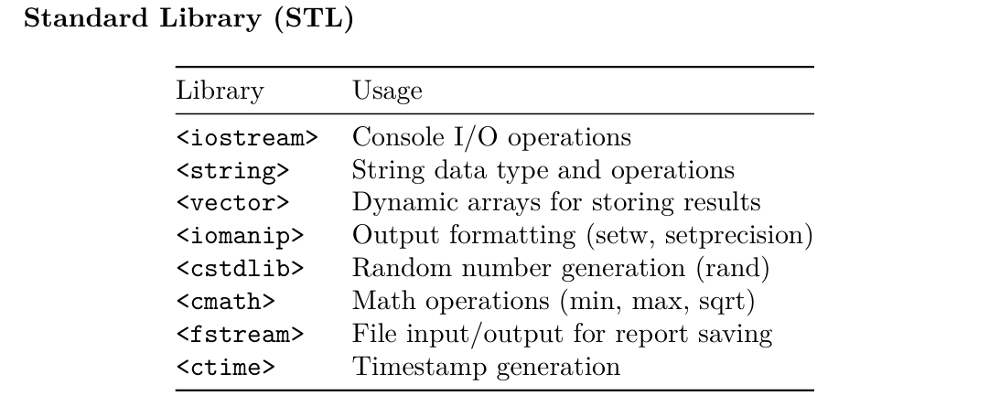 Standard Library (STL)
Library Usage
<iostream> Console I/O operations
<string> String data type and operations
<vector> Dynamic arrays for storing results
<iomanip> Output formatting (setw, setprecision)
<cstdlib> Random number generation (rand)
<cmath> Math operations (min, max, sqrt)
<fstream> File input/output for report saving
<ctime> Timestamp generation